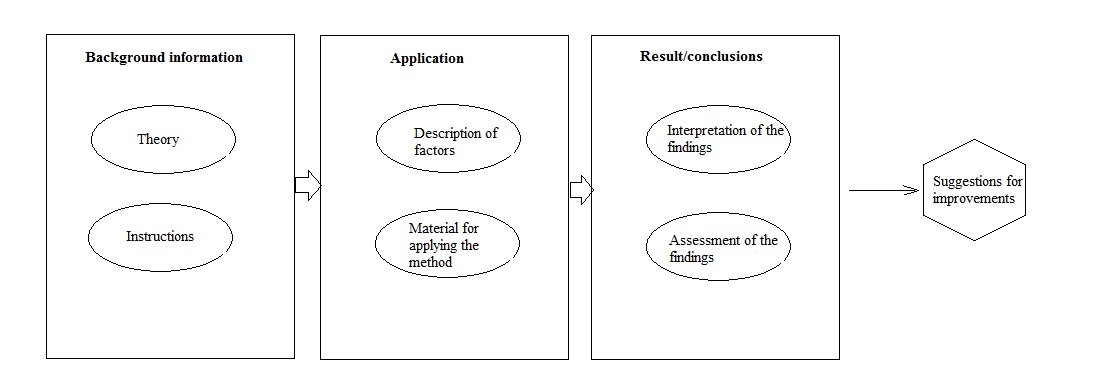 Background information
Theory
Instructions
Application
Description of
factors
Material for
applying the
method
Result/conclusions
Interpretation of the
findings
Assessment of the
findings
Suggestions for
improvements